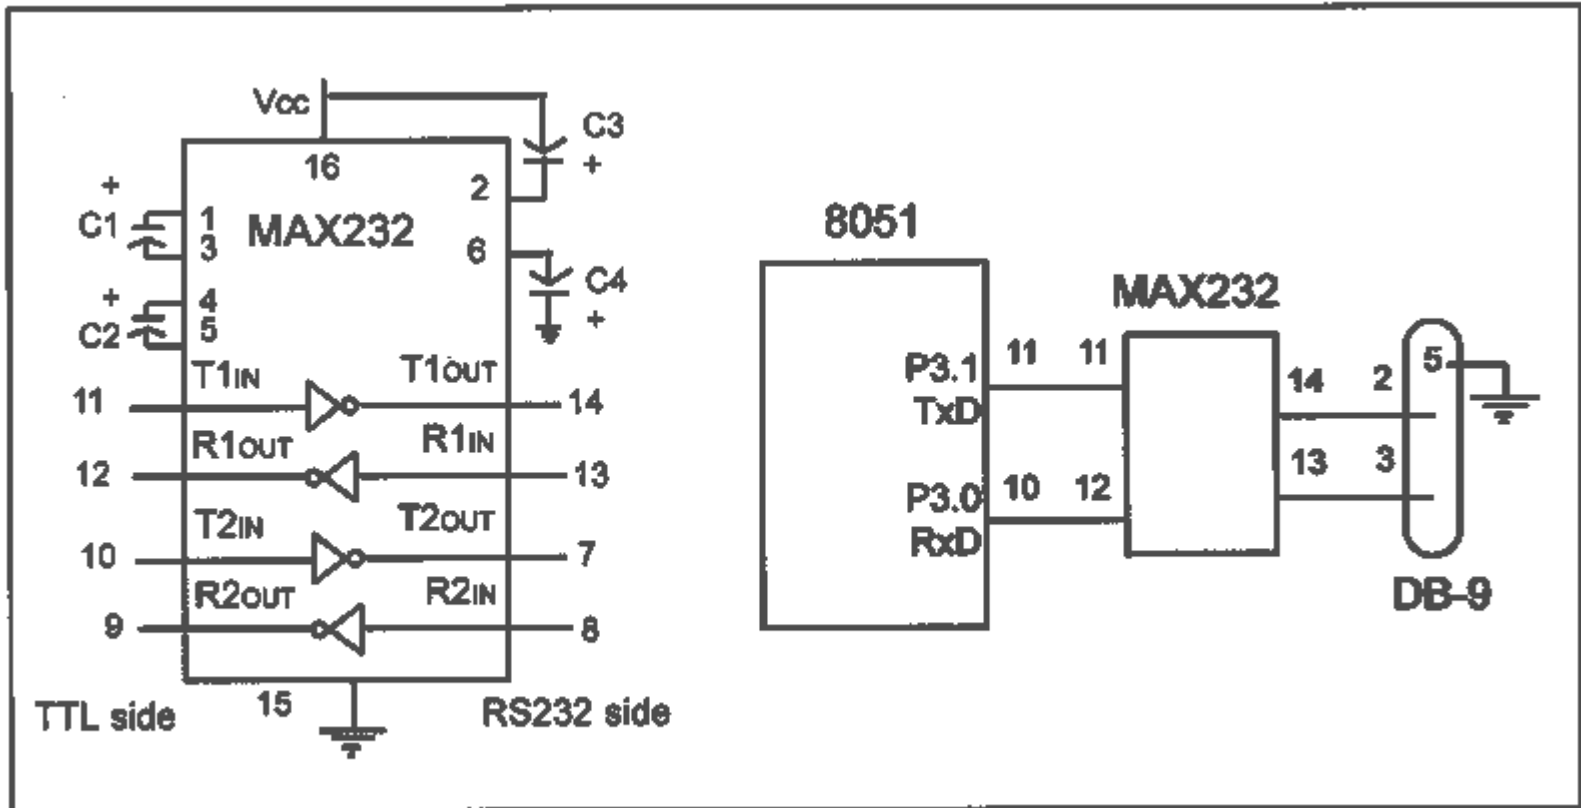 Vcc
C3
+
16
2
+
C1
1
3
MAX232
6
C4
+
+
C2
4
5
T1IN
T1OUT
11
14
R1OUT
R1IN
12
13
T2IN
T2OUT
10
7
R2OUT
R2IN
9
8
15
TTL side
RS232 side
8051
MAX232
P3.1
TxD
11
11
14
2
5
P3.0
RxD
10
12
13
3
DB-9